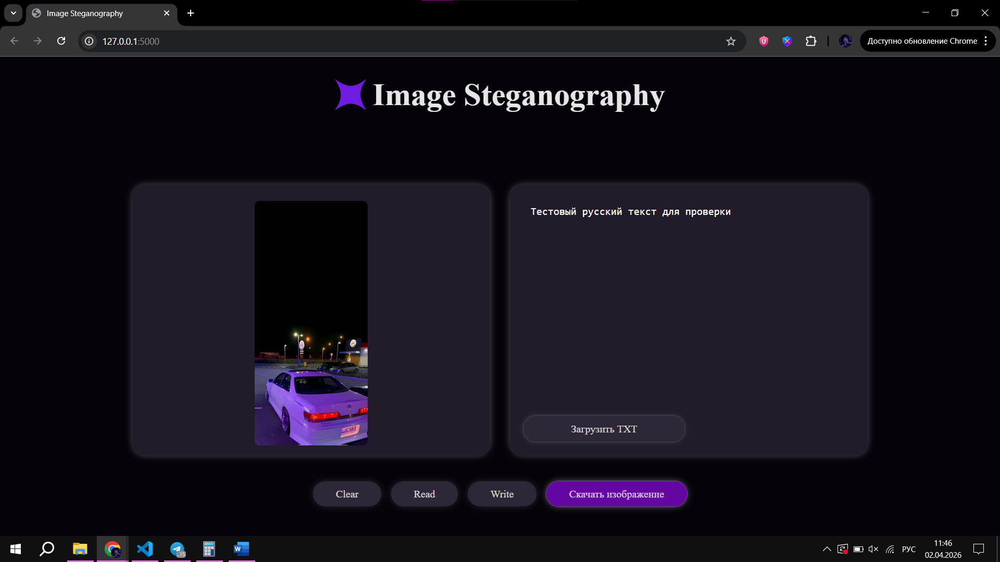 Image Steganography
127.0.0.1:5000
Доступно обновление Chrome
Image Steganography
Тестовый русский текст для проверки
Загрузить TXT
Clear
Read
Write
Скачать изображение
..15
РУС
11:46
02.04.2026